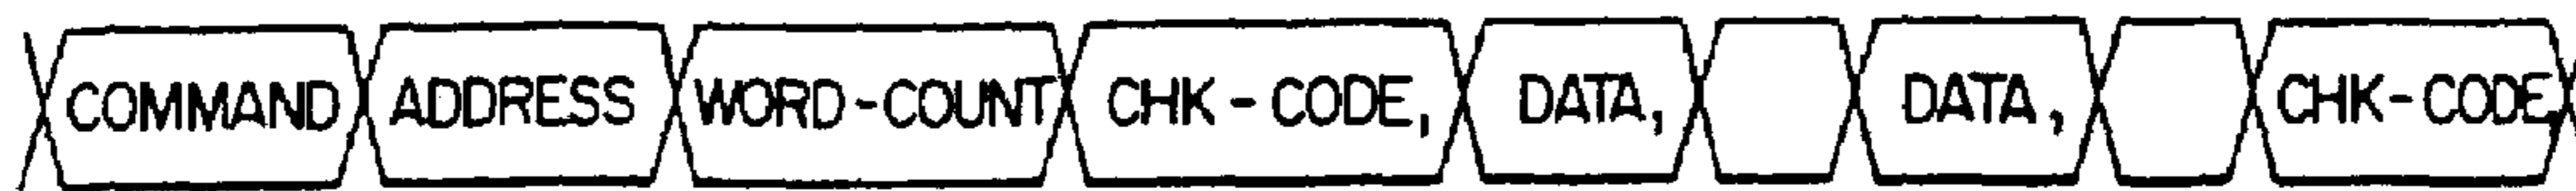 COMMAND ADDRESS WORD-COUNT CHK-CODE, DATA, DATA, CHK-CODE,